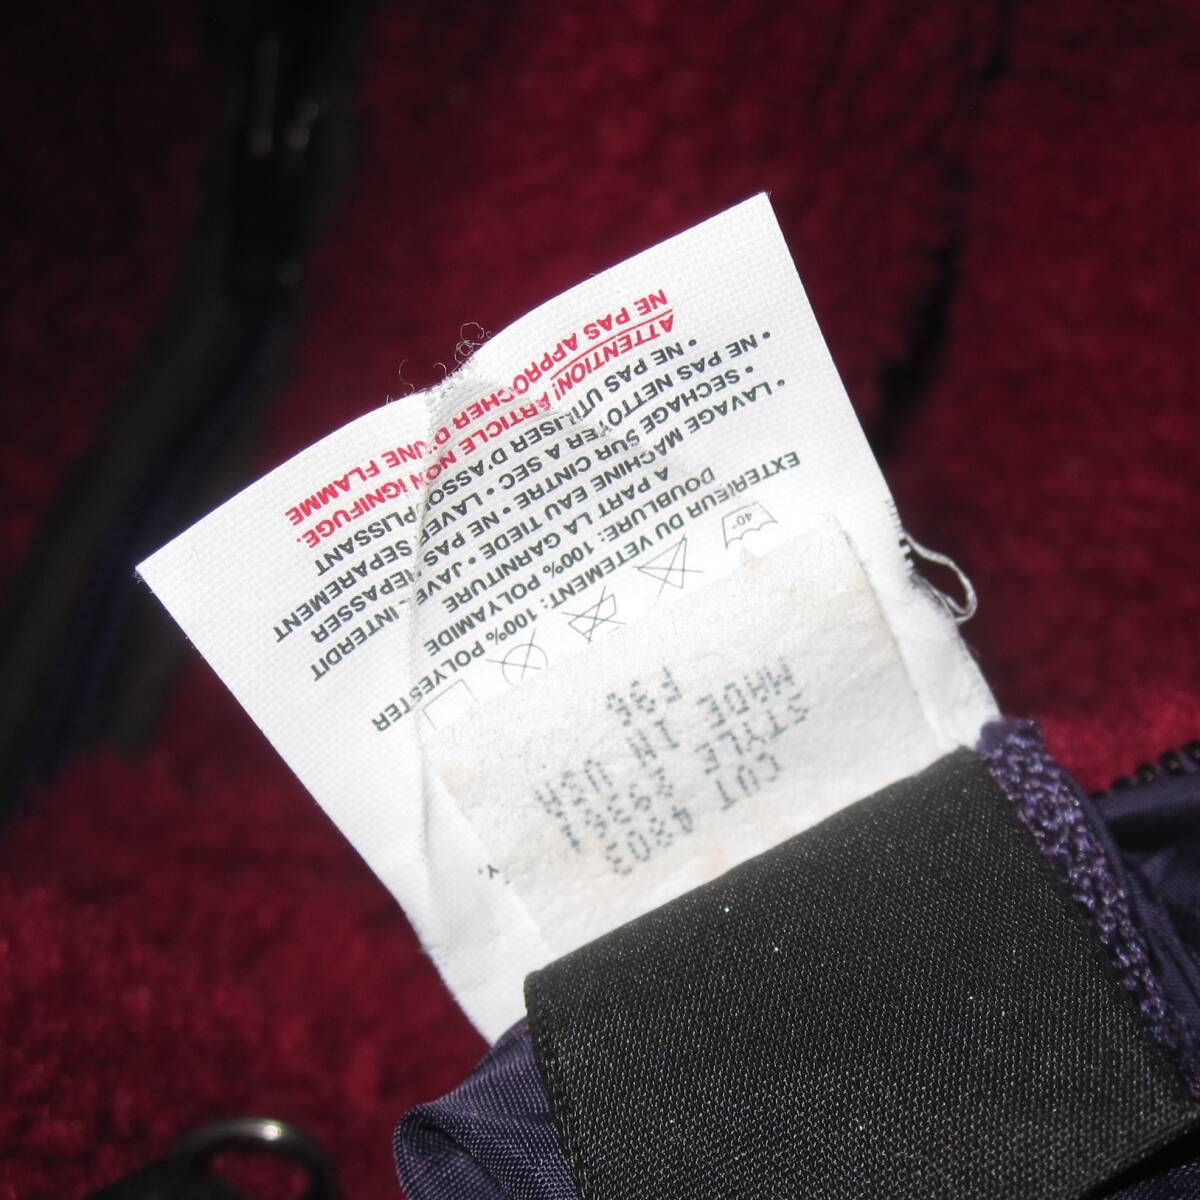 CUT 4803
STYLE 29361
MADE IN USA
F96
40°
EXTERIEUR DU VETEMENT: 100% POLYESTER
DOUBLURE: 100% POLYAMIDE
A PART LA GARNITURE
• LAVAGE MACHINE EAU TIEDE • JAVEL INTERDIT
• SECHAGE SUR CINTRE • NE PAS REPASSER
• NE PAS NETTOYER A SEC • LAVER SEPAREMENT
• NE PAS UTILISER D'ASSOUPLISSANT
ATTENTION! ARTICLE NON IGNIFUGE.
NE PAS APPROCHER D'UNE FLAMME